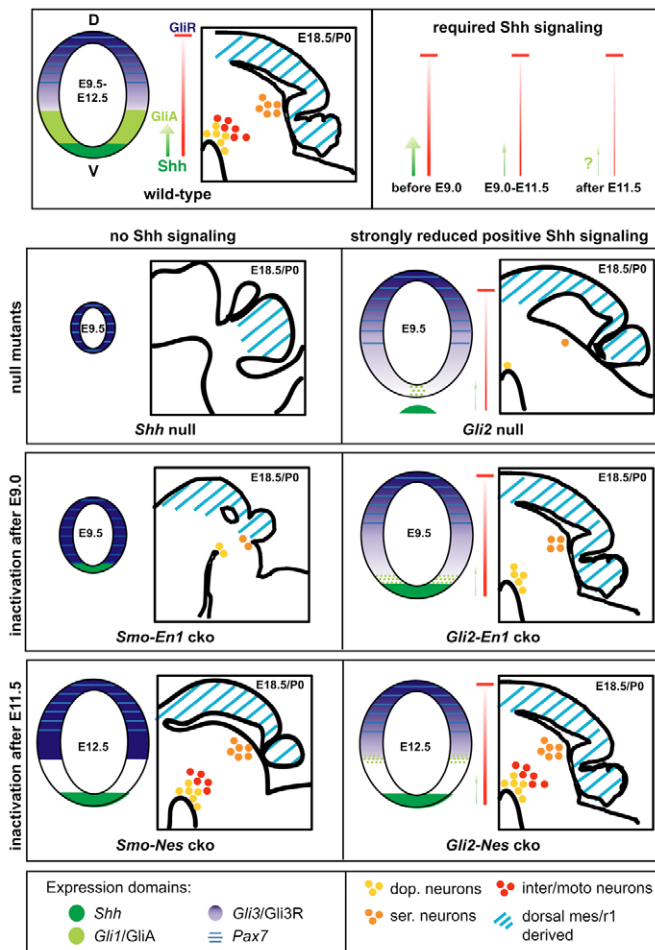 D
GliR
E9.5-
E12.5
GliA
Shh
V
E18.5/P0
wild-type
required Shh signaling
?
before E9.0
E9.0-E11.5
after E11.5
no Shh signaling
strongly reduced positive Shh signaling
null mutants
E9.5
E18.5/P0
Shh null
E9.5
E18.5/P0
Gli2 null
inactivation after E9.0
E9.5
E18.5/P0
Smo-En1 cko
E9.5
E18.5/P0
Gli2-En1 cko
inactivation after E11.5
E12.5
E18.5/P0
Smo-Nes cko
E12.5
E18.5/P0
Gli2-Nes cko
Expression domains:
Shh
Gli3/Gli3R
Gli1/GliA
Pax7
dop. neurons
inter/moto neurons
ser. neurons
dorsal mes/r1
derived